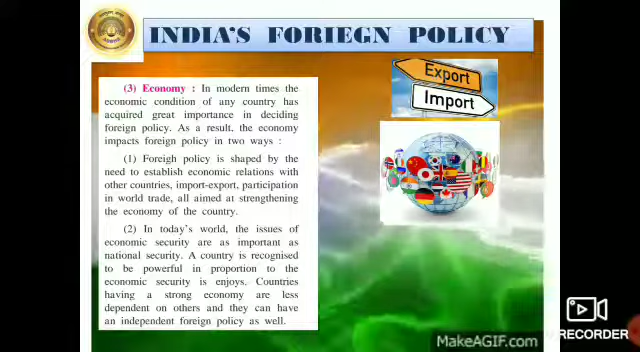 INDIA'S FORIEGN POLICY
(3) Economy : In modern times the
economic condition of any country has
acquired great importance in deciding
foreign policy. As a result, the economy
impacts foreign policy in two ways :
(1) Foreigh policy is shaped by the
need to establish economic relations with
other countries, import-export, participation
in world trade, all aimed at strengthening
the economy of the country.
(2) In today's world, the issues of
economic security are as important as
national security. A country is recognised
to be powerful in proportion to the
economic security is enjoys. Countries
having a strong economy are less
dependent on others and they can have
an independent foreign policy as well.
Export
Import
MakeAGIF.com
RECORDER